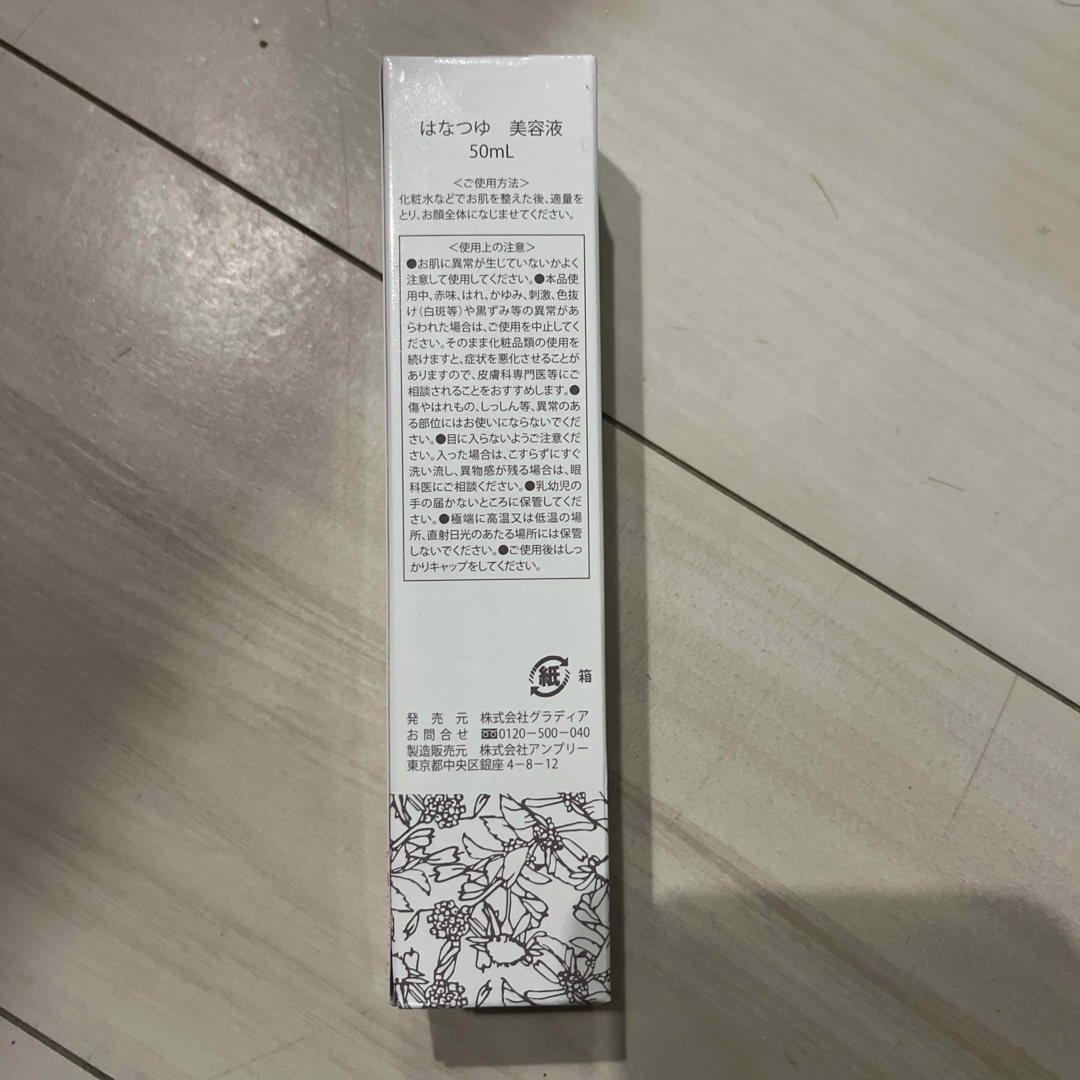 はなつゆ 美容液
50mL
＜ご使用方法＞
化粧水などでお肌を整えた後、適量を
とり、お顔全体になじませてください。
＜使用上の注意＞
●お肌に異常が生じていないかよく
注意して使用してください。●本品使
用中、赤味、はれ、かゆみ、刺激、色抜
け（白斑等）や黒ずみ等の異常があ
らわれた場合は、ご使用を中止してく
ださい。そのまま化粧品類の使用を
続けますと、症状を悪化させることが
ありますので、皮膚科専門医等にご
相談されることをおすすめします。●
傷やはれもの、しっしん等、異常のあ
る部位にはお使いにならないでくだ
さい。●目に入らないようご注意くだ
さい。入った場合は、こすらずにすぐ
洗い流し、異物感が残る場合は、眼
科医にご相談ください。●乳幼児の
手の届かないところに保管してくだ
さい。●極端に高温又は低温の場
所、直射日光のあたる場所には保管
しないでください。●ご使用後はしっ
かりキャップをしてください。
紙 箱
発売元 株式会社グラディア
お問合せ 0120－500－040
製造販売元 株式会社アンプリー
東京都中央区銀座4－8－12